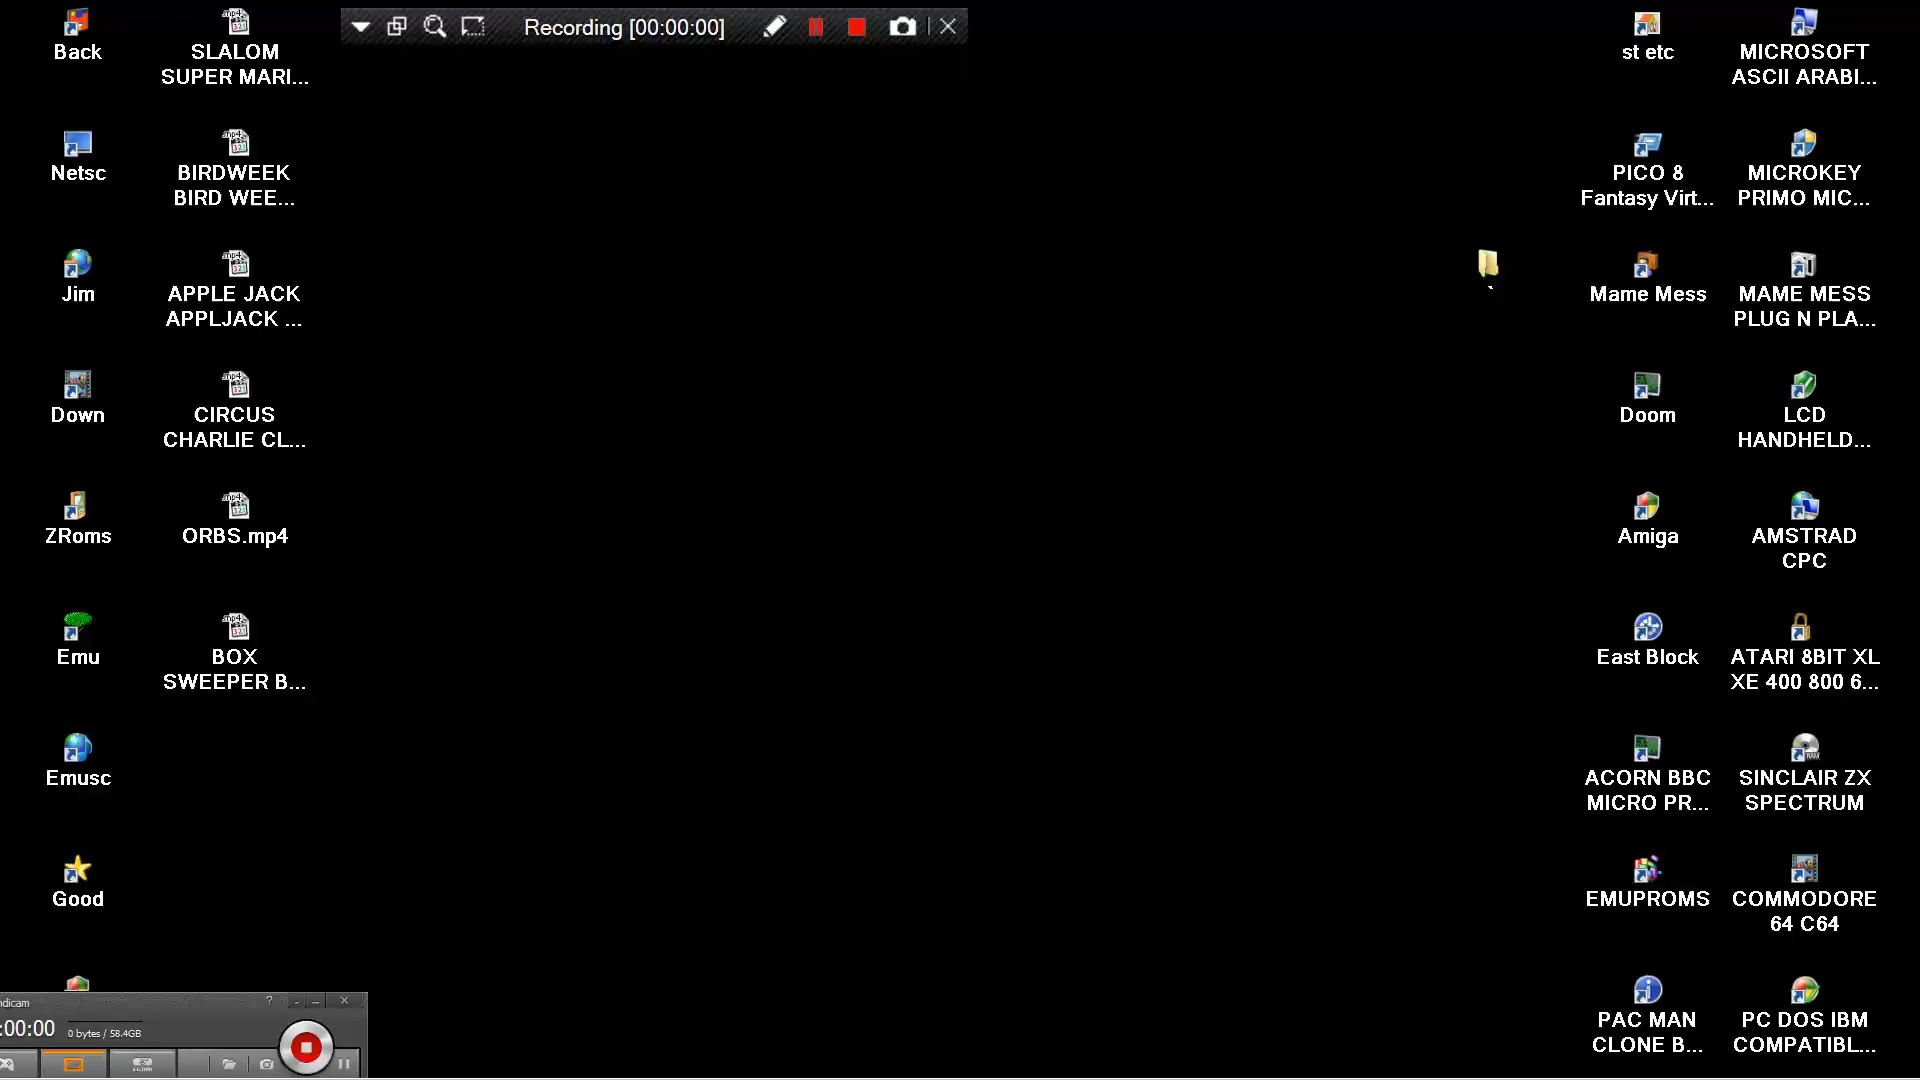 Recording [00:00:00]
Back
SLALOM
SUPER MARI...
Netsc
BIRDWEEK
BIRD WEE...
Jim
APPLE JACK
APPLJACK ...
Down
CIRCUS
CHARLIE CL...
ZRoms
ORBS.mp4
Emu
BOX
SWEEPER B...
Emusc
Good
st etc
MICROSOFT
ASCII ARABI...
PICO 8
Fantasy Virt...
MICROKEY
PRIMO MIC...
Mame Mess
MAME MESS
PLUG N PLA...
Doom
LCD
HANDHELD...
Amiga
AMSTRAD
CPC
East Block
ATARI 8BIT XL
XE 400 800 6...
ACORN BBC
MICRO PR...
SINCLAIR ZX
SPECTRUM
EMUPROMS
COMMODORE
64 C64
PAC MAN
CLONE B...
PC DOS IBM
COMPATIBL...
ndicam
:00:00
0 bytes / 58.4GB